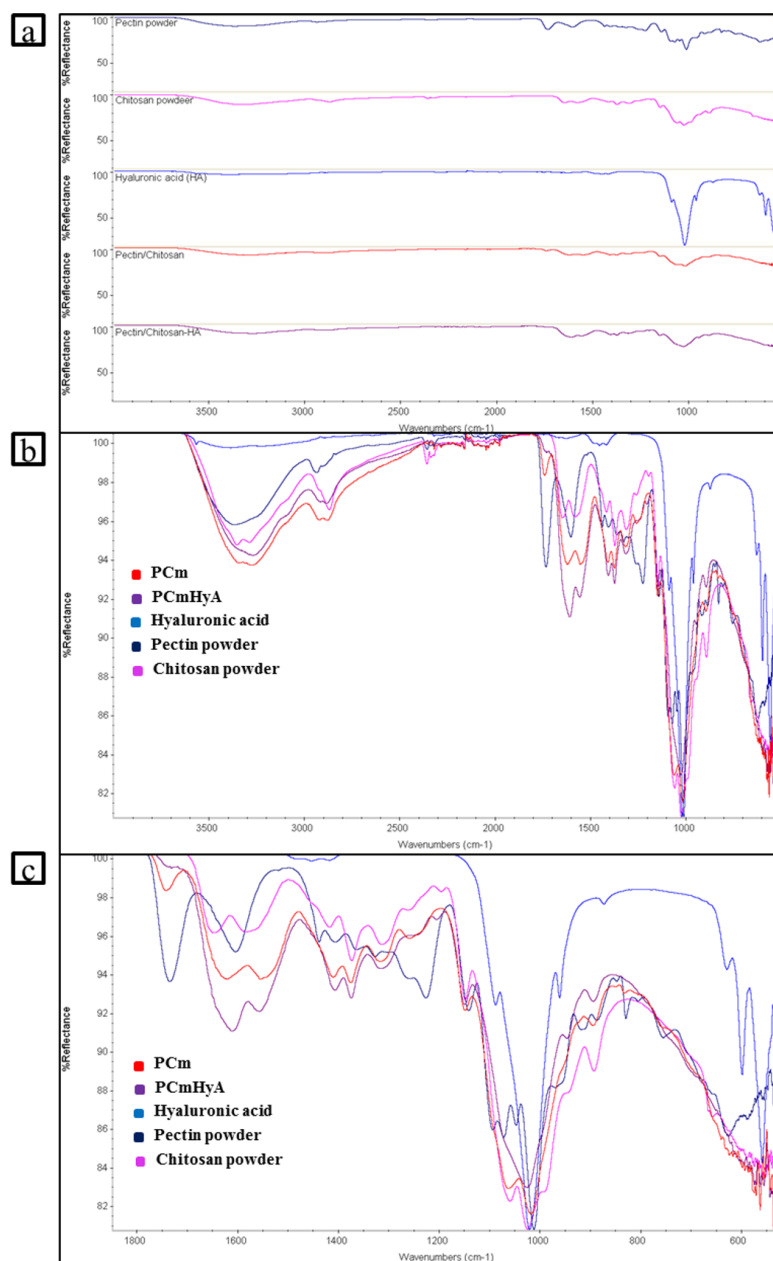 a
%Reflectance
100
50
Pectin powder
%Reflectance
100
50
Chitosan powdeer
%Reflectance
100
50
Hyaluronic acid (HA)
%Reflectance
100
50
Pectin/Chitosan
%Reflectance
100
50
Pectin/Chitosan-HA
3500 3000 2500 2000 1500 1000
Wavenumbers (cm-1)
b
%Reflectance
100
98
96
94
92
90
88
86
84
82
PCm
PCmHyA
Hyaluronic acid
Pectin powder
Chitosan powder
3500 3000 2500 2000 1500 1000
Wavenumbers (cm-1)
c
%Reflectance
100
98
96
94
92
90
88
86
84
82
PCm
PCmHyA
Hyaluronic acid
Pectin powder
Chitosan powder
1800 1600 1400 1200 1000 800 600
Wavenumbers (cm-1)